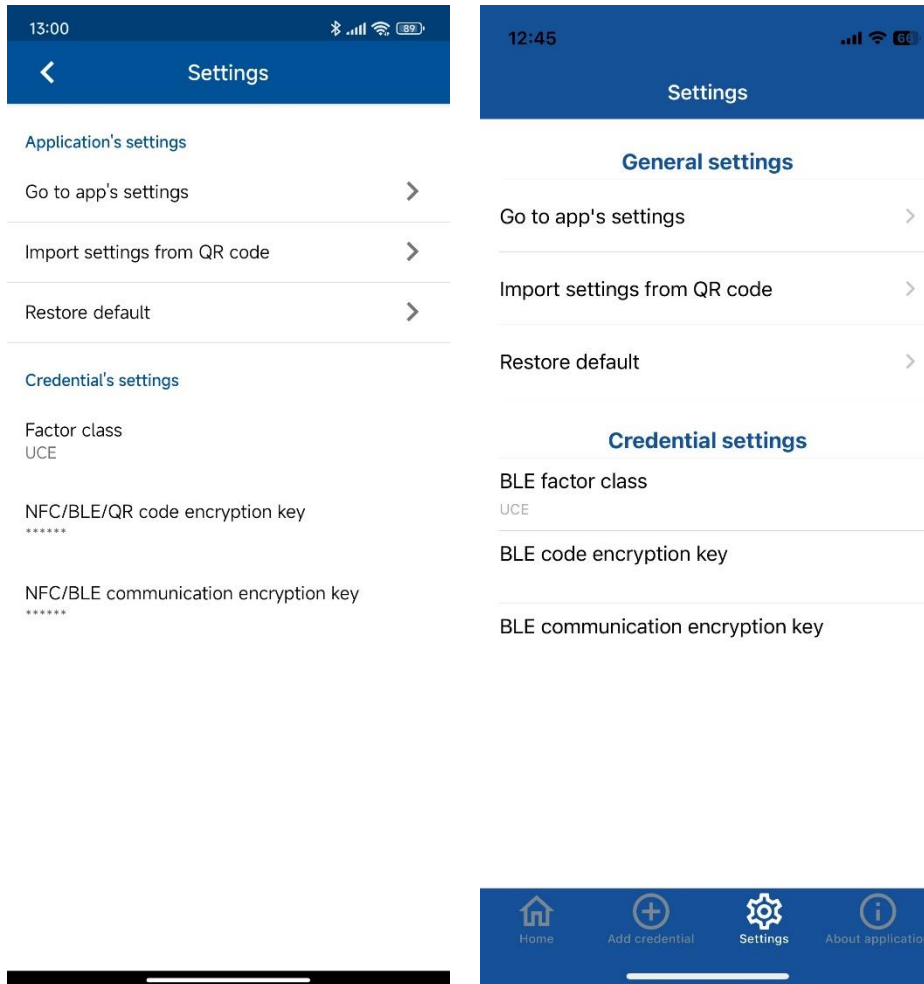 13:00
89
Settings
Application's settings
Go to app's settings
Import settings from QR code
Restore default
Credential's settings
Factor class
UCE
NFC/BLE/QR code encryption key
******
NFC/BLE communication encryption key
******
12:45
66
Settings
General settings
Go to app's settings
Import settings from QR code
Restore default
Credential settings
BLE factor class
UCE
BLE code encryption key
BLE communication encryption key
Home
Add credential
Settings
About applicatio